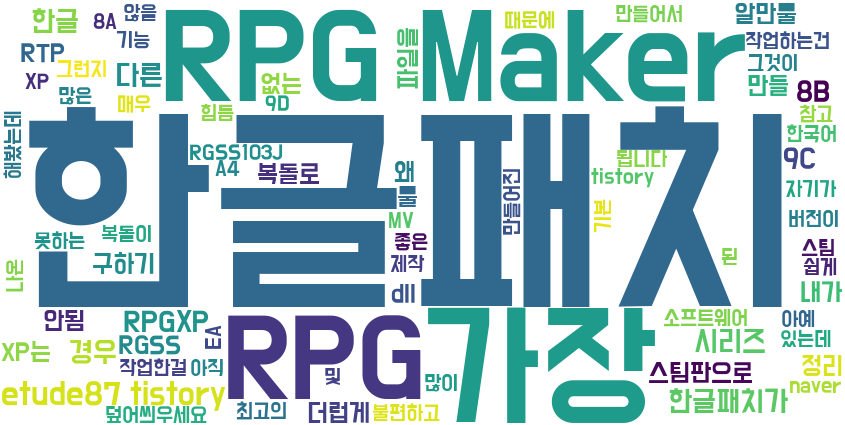 한글 8A 않음 RPG Maker 때문에 만들어서 알만툴
RTP 기능 파일을 작업하는건
XP 그런지 다른 없는 만들 8B 그것이
많은 매우 힘듬 9D 참고
해봤는데 한글패치 한국어
RGSS103J 왜 됩니다 9C
A4 복돌로 툴 tistory 자기가
못하는 복돌이 MV 만들어진 기본 버전이
구하기 좋은 된 스팀
나온 제작 쉽게
dll 내가
안됨 RPGXP RPG 가장 소프트웨어 아예
XP는 경우 RGSS EA 시리즈 있는데
작업한걸 아직 및 많이 스팀판으로 정리
etude87 tistory naver
덮어씌우세요 최고의 더럽게 불편하고 한글패치가